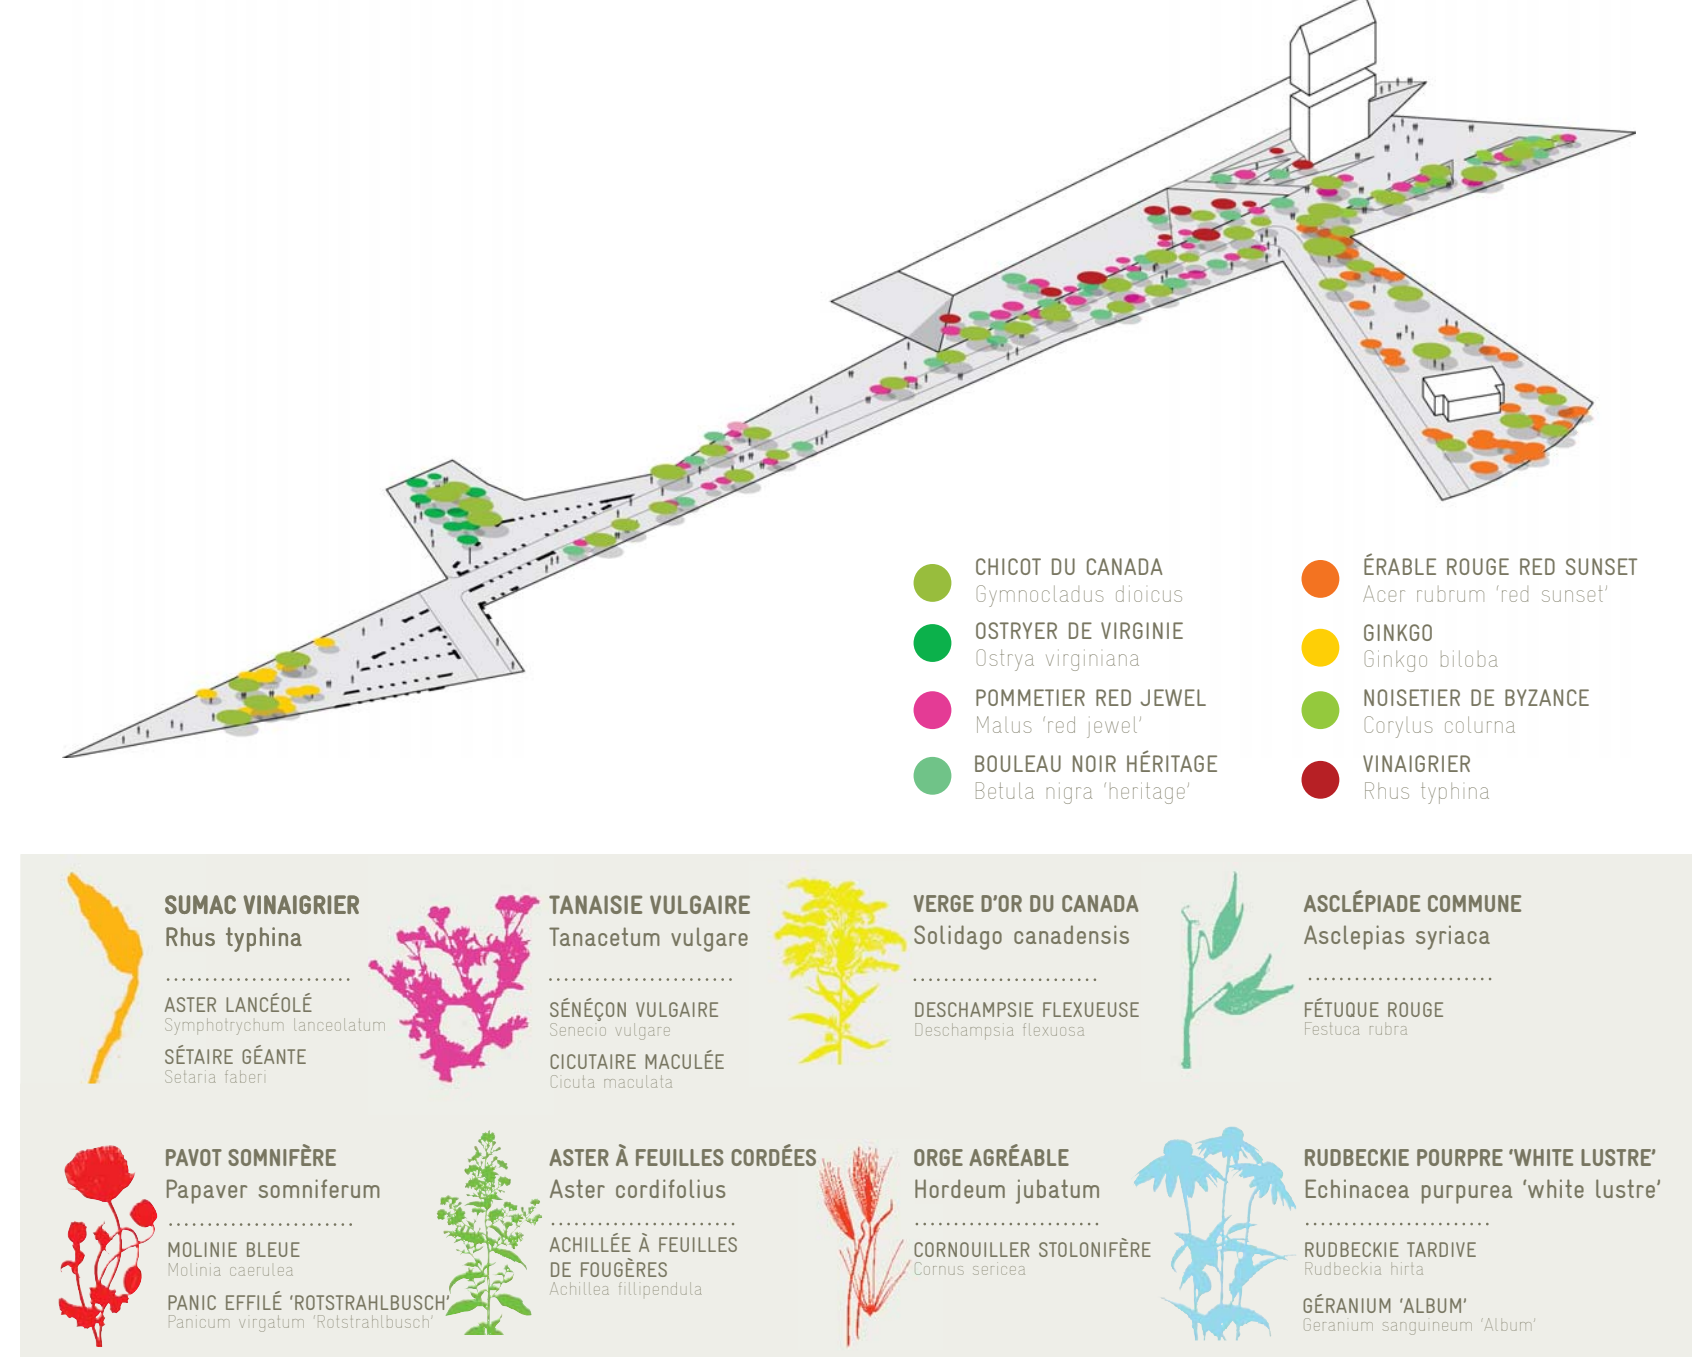 CHICOT DU CANADA
Gymnocladus dioicus
OSTRYER DE VIRGINIE
Ostrya virginiana
POMMETIER RED JEWEL
Malus 'red jewel'
BOULEAU NOIR HÉRITAGE
Betula nigra 'heritage'
ÉRABLE ROUGE RED SUNSET
Acer rubrum 'red sunset'
GINKGO
Ginkgo biloba
NOISETIER DE BYZANCE
Corylus colurna
VINAIGRIER
Rhus typhina
SUMAC VINAIGRIER
Rhus typhina
ASTER LANCÉOLÉ
Symphotrychum lanceolatum
SÉTAIRE GÉANTE
Setaria faberi
TANAISIE VULGAIRE
Tanacetum vulgare
SÉNÉÇON VULGAIRE
Senecio vulgare
CICUTAIRE MACULÉE
Cicuta maculata
VERGE D'OR DU CANADA
Solidago canadensis
DESCHAMPSIE FLEXUEUSE
Deschampsia flexuosa
ASCLÉPIADE COMMUNE
Asclepias syriaca
FÉTUQUE ROUGE
Festuca rubra
PAVOT SOMNIFÈRE
Papaver somniferum
MOLINIE BLEUE
Molinia caerulea
PANIC EFFILÉ 'ROTSTRAHLBUSCH'
Panicum virgatum 'Rotstrahlbusch'
ASTER À FEUILLES CORDÉES
Aster cordifolius
ACHILLÉE À FEUILLES
DE FOUGÈRES
Achillea fillipendula
ORGE AGRÉABLE
Hordeum jubatum
CORNOUILLER STOLONIFÈRE
Cornus sericea
RUDBECKIE POURPRE 'WHITE LUSTRE'
Echinacea purpurea 'white lustre'
RUDBECKIE TARDIVE
Rudbeckia hirta
GÉRANIUM 'ALBUM'
Geranium sanguineum 'Album'